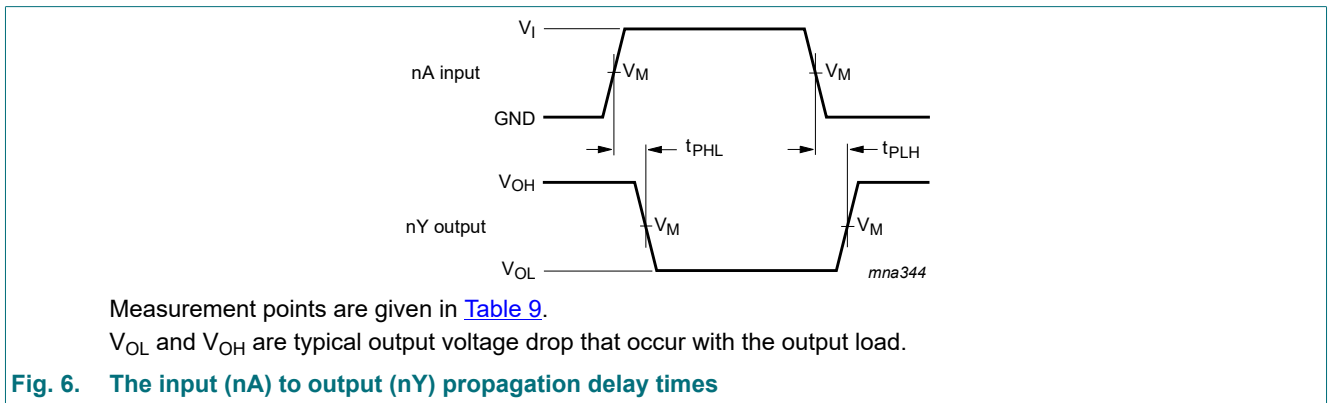 V_I
nA input
V_M
V_M
GND
t_PHL
t_PLH
V_OH
nY output
V_M
V_M
V_OL
mna344
Measurement points are given in Table 9.
V_OL and V_OH are typical output voltage drop that occur with the output load.
Fig. 6. The input (nA) to output (nY) propagation delay times